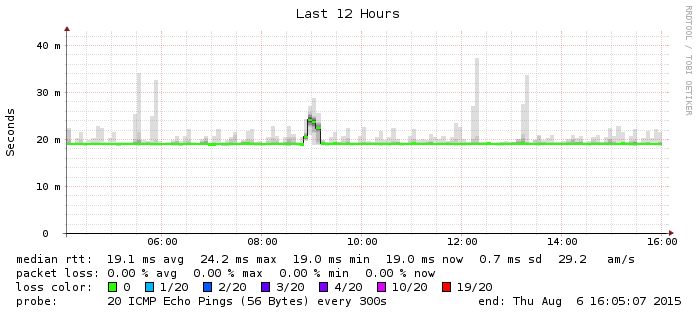 Last 12 Hours
RRDTOOL / TOBI OETIKER
Seconds
40 m
30 m
20 m
10 m
0
06:00 08:00 10:00 12:00 14:00 16:00
median rtt: 19.1 ms avg 24.2 ms max 19.0 ms min 19.0 ms now 0.7 ms sd 29.2 am/s
packet loss: 0.00 % avg 0.00 % max 0.00 % min 0.00 % now
loss color: 0 1/20 2/20 3/20 4/20 10/20 19/20
probe: 20 ICMP Echo Pings (56 Bytes) every 300s end: Thu Aug 6 16:05:07 2015